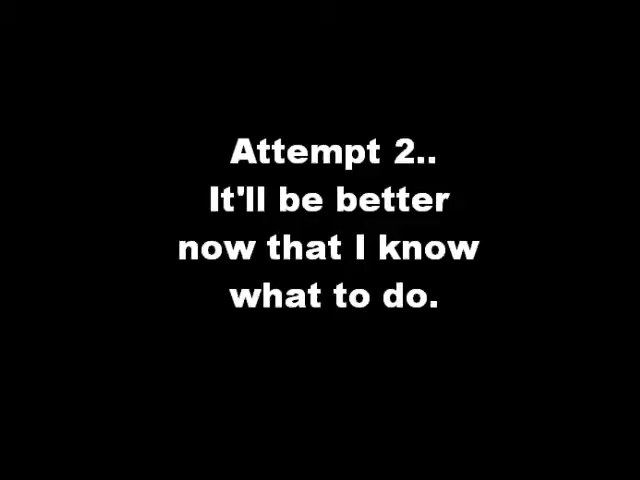 Attempt 2..
It'll be better
now that I know
what to do.